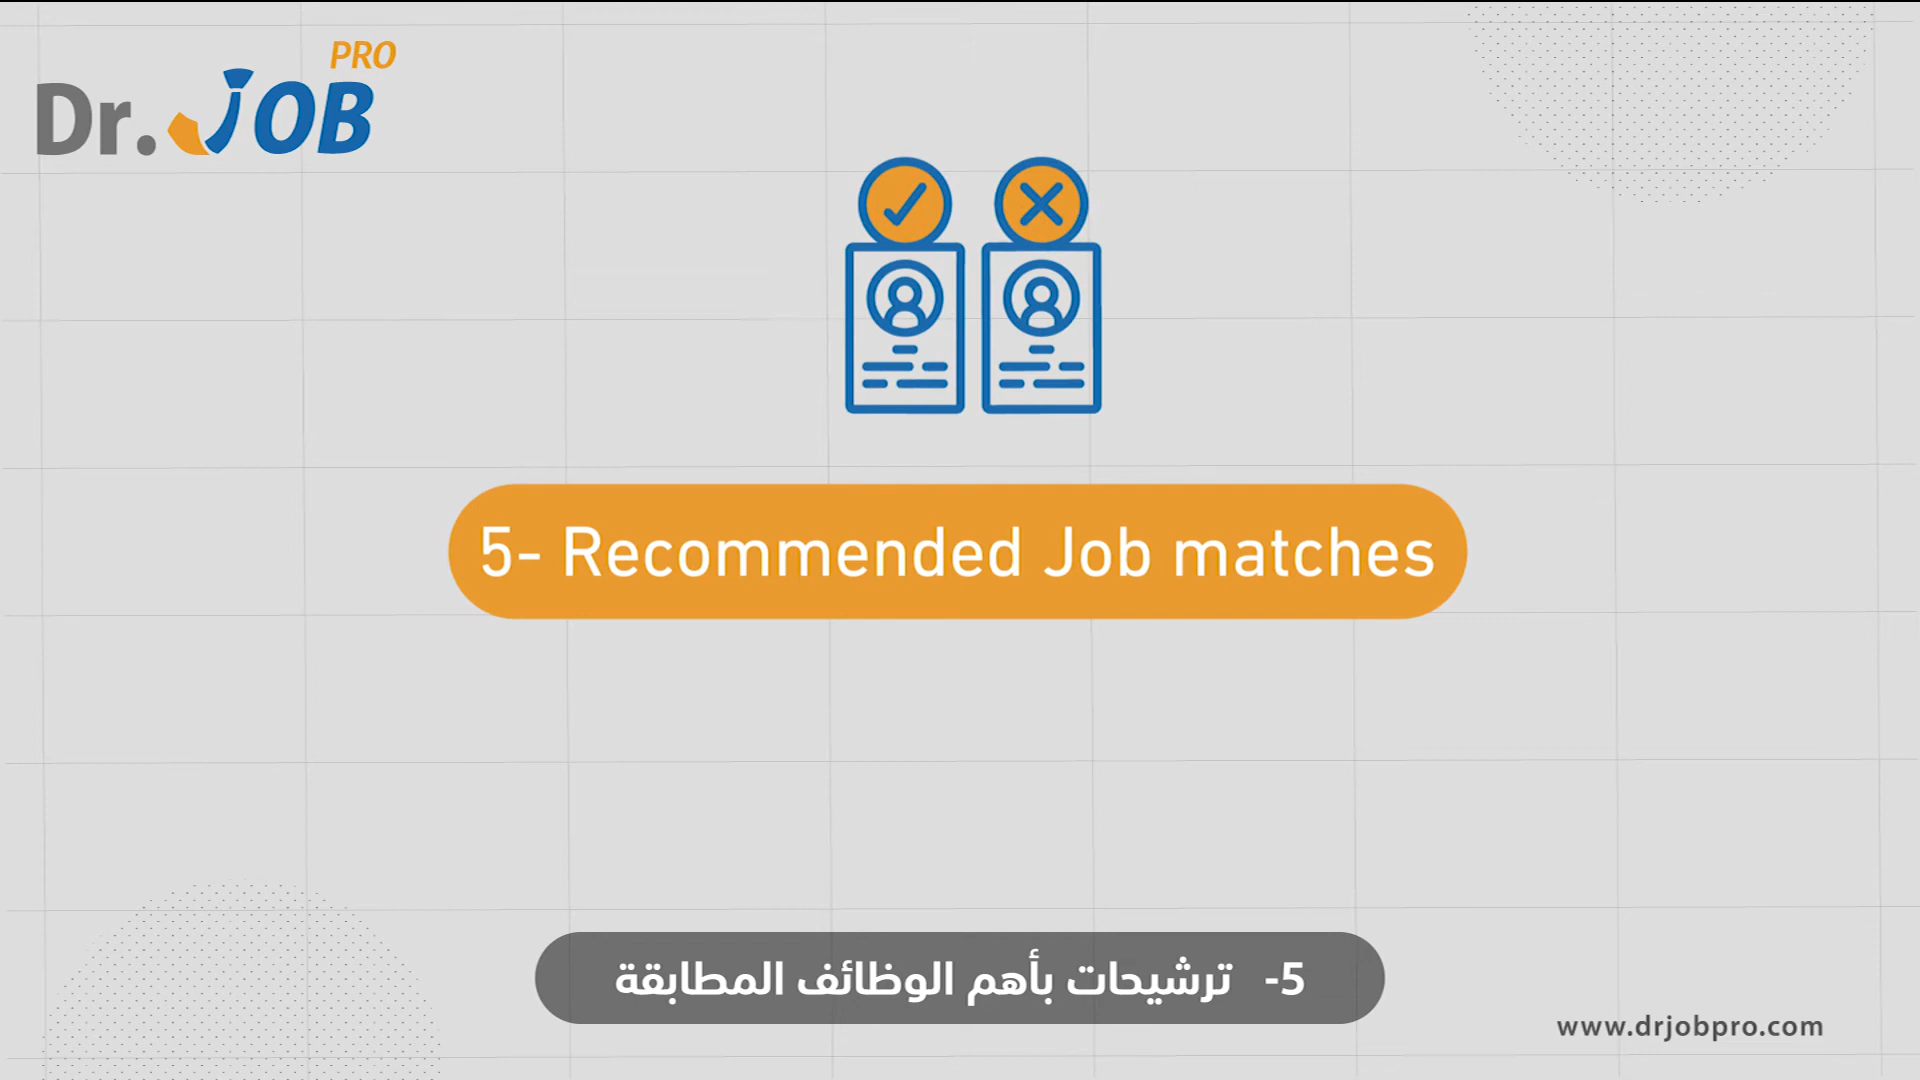 PRO
Dr. JOB
5- Recommended Job matches
5- ترشيحات بأهم الوظائف المطابقة
www.drjobpro.com